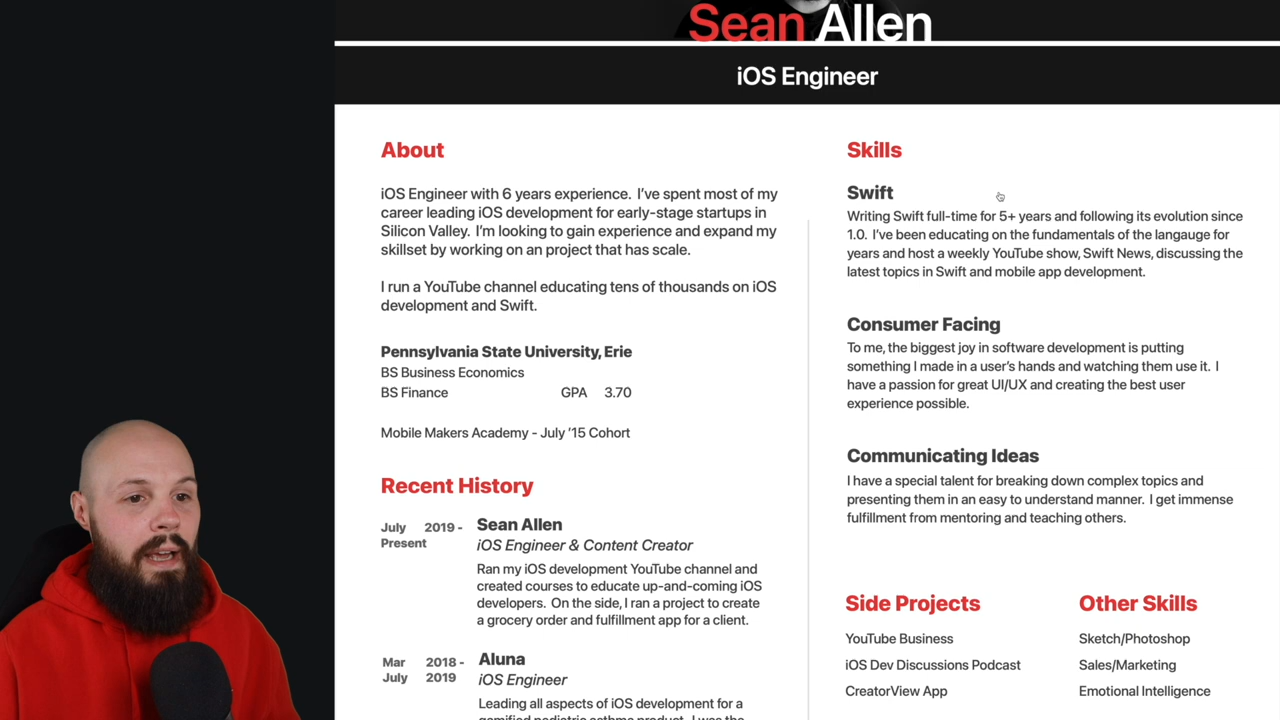 Sean Allen
iOS Engineer
About
iOS Engineer with 6 years experience. I've spent most of my
career leading iOS development for early-stage startups in
Silicon Valley. I'm looking to gain experience and expand my
skillset by working on an project that has scale.
I run a YouTube channel educating tens of thousands on iOS
development and Swift.
Pennsylvania State University, Erie
BS Business Economics
BS Finance GPA 3.70
Mobile Makers Academy - July '15 Cohort
Recent History
July 2019 -
Present
Sean Allen
iOS Engineer & Content Creator
Ran my iOS development YouTube channel and
created courses to educate up-and-coming iOS
developers. On the side, I ran a project to create
a grocery order and fulfillment app for a client.
Mar 2018 -
July 2019
Aluna
iOS Engineer
Leading all aspects of iOS development for a
gamified pediatric asthma product. I was the
Skills
Swift
Writing Swift full-time for 5+ years and following its evolution since
1.0. I've been educating on the fundamentals of the langauge for
years and host a weekly YouTube show, Swift News, discussing the
latest topics in Swift and mobile app development.
Consumer Facing
To me, the biggest joy in software development is putting
something I made in a user's hands and watching them use it. I
have a passion for great UI/UX and creating the best user
experience possible.
Communicating Ideas
I have a special talent for breaking down complex topics and
presenting them in an easy to understand manner. I get immense
fulfillment from mentoring and teaching others.
Side Projects
YouTube Business
iOS Dev Discussions Podcast
CreatorView App
Other Skills
Sketch/Photoshop
Sales/Marketing
Emotional Intelligence